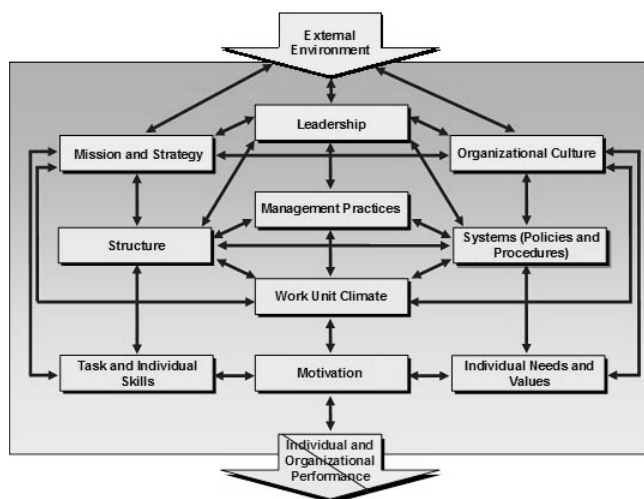 External
Environment
Leadership
Mission and Strategy
Organizational Culture
Management Practices
Structure
Systems (Policies and
Procedures)
Work Unit Climate
Task and Individual
Skills
Motivation
Individual Needs and
Values
Individual and
Organizational
Performance